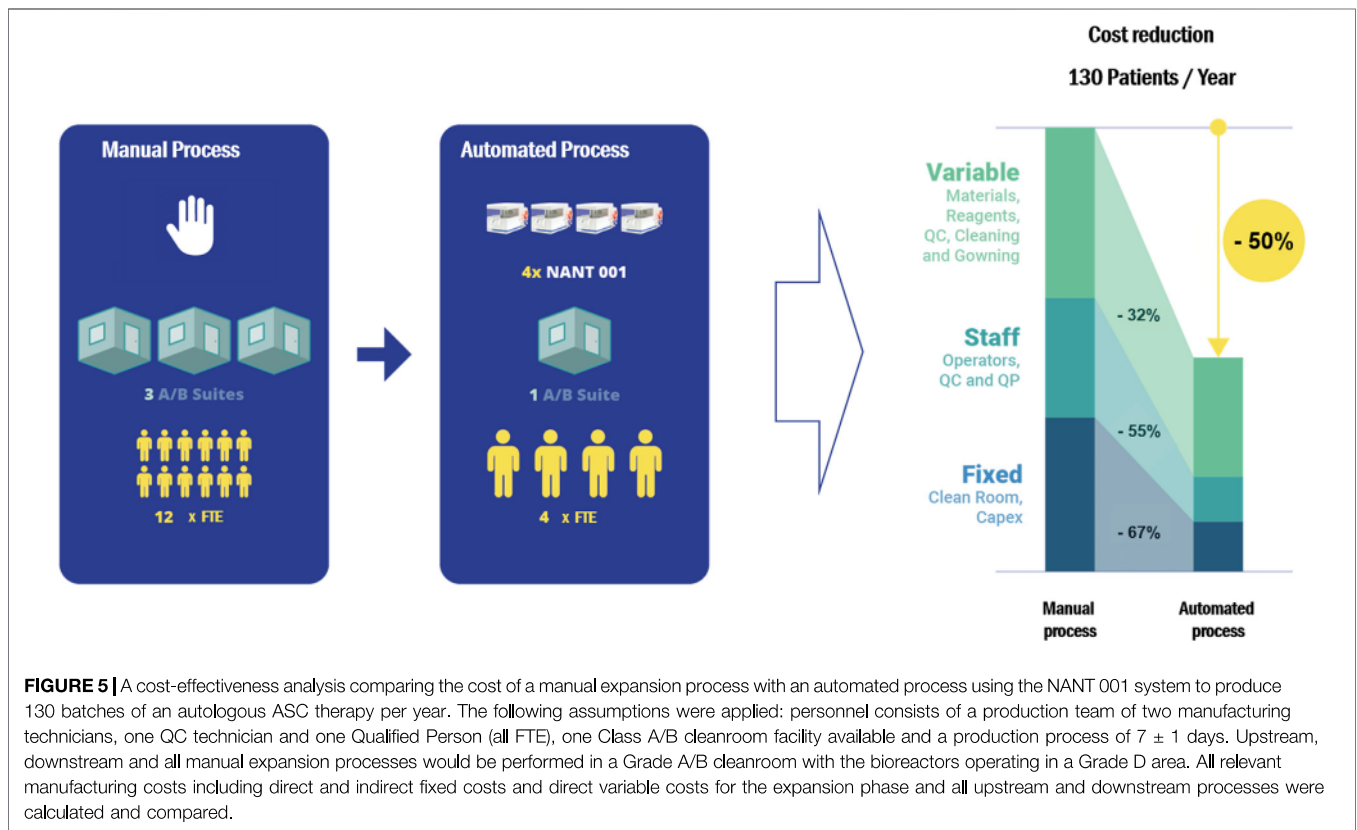 Manual Process
3 A/B Suites
12 x FTE
Automated Process
4x NANT 001
1 A/B Suite
4 x FTE
Cost reduction
130 Patients / Year
Variable
Materials,
Reagents,
QC, Cleaning
and Gowning
Staff
Operators,
QC and QP
Fixed
Clean Room,
Capex
- 32%
- 55%
- 67%
- 50%
Manual
process
Automated
process
FIGURE 5 | A cost-effectiveness analysis comparing the cost of a manual expansion process with an automated process using the NANT 001 system to produce
130 batches of an autologous ASC therapy per year. The following assumptions were applied: personnel consists of a production team of two manufacturing
technicians, one QC technician and one Qualified Person (all FTE), one Class A/B cleanroom facility available and a production process of 7 ± 1 days. Upstream,
downstream and all manual expansion processes would be performed in a Grade A/B cleanroom with the bioreactors operating in a Grade D area. All relevant
manufacturing costs including direct and indirect fixed costs and direct variable costs for the expansion phase and all upstream and downstream processes were
calculated and compared.